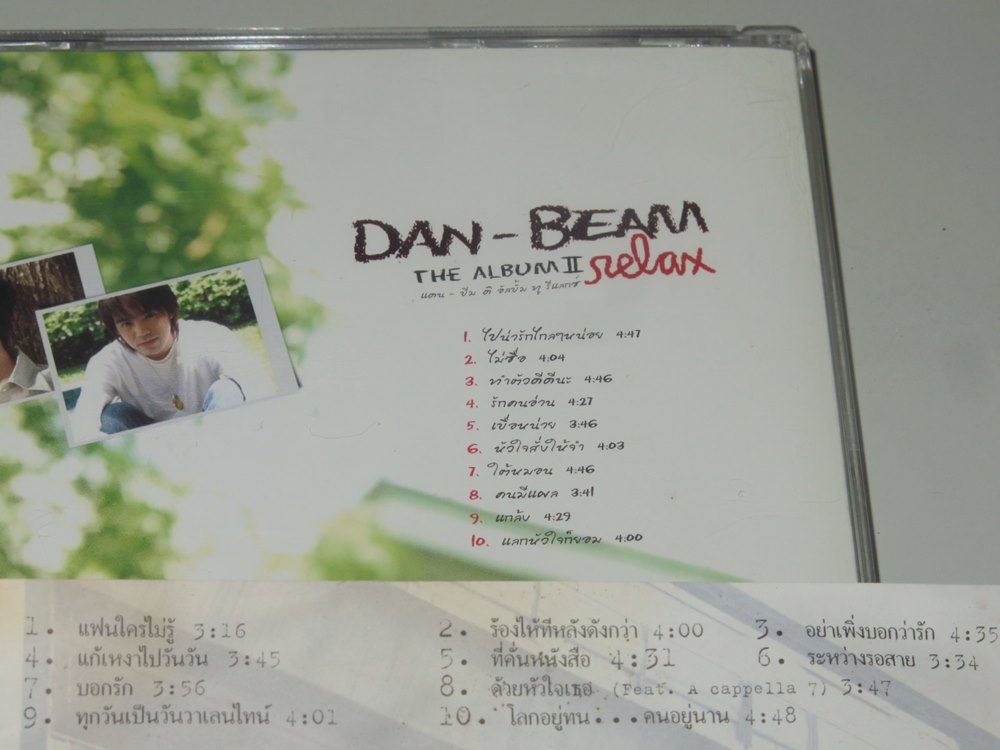 DAN - BEAM
THE ALBUM II relax
แดน - บีม ดิ อัลบั้ม ทู รีแลกซ์
1. ไปน่ารักไกลๆหน่อย 4:47
2. ไม่ซื่อ 4:04
3. ทำตัวดีดีนะ 4:46
4. รักคนอ่าน 4:27
5. เบื่อหน่าย 3:46
6. หัวใจสั่งให้จำ 4:03
7. ใต้หมอน 4:46
8. คนมีแผล 3:41
9. แกล้ง 4:29
10. แลกหัวใจก็ยอม 4:00
1. แฟนใครไม่รู้ 3:16 2. ร้องไห้ทีหลังดังกว่า 4:00 3. อย่าเพิ่งบอกว่ารัก 4:35
4. แก้เหงาไปวันวัน 3:45 5. ที่คั่นหนังสือ 4:31 6. ระหว่างรอสาย 3:34
7. บอกรัก 3:56 8. ด้วยหัวใจเธอ (Feat. A cappella 7) 3:47
9. ทุกวันเป็นวันวาเลนไทน์ 4:01 10. โลกอยู่ทน...คนอยู่นาน 4:48